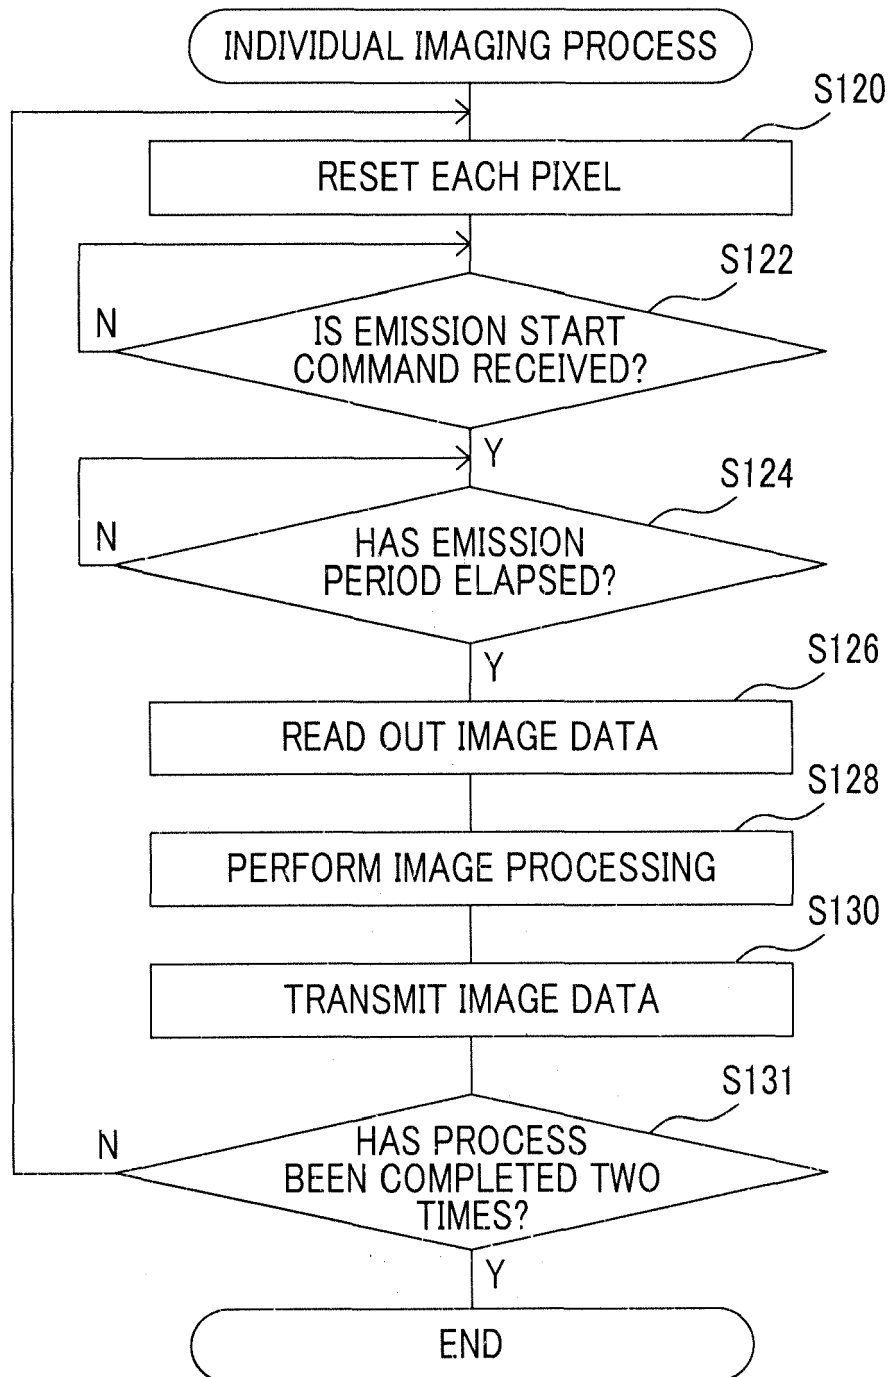 INDIVIDUAL IMAGING PROCESS
S120
RESET EACH PIXEL
S122
N
IS EMISSION START
COMMAND RECEIVED?
Y
S124
N
HAS EMISSION
PERIOD ELAPSED?
Y
S126
READ OUT IMAGE DATA
S128
PERFORM IMAGE PROCESSING
S130
TRANSMIT IMAGE DATA
S131
N
HAS PROCESS
BEEN COMPLETED TWO
TIMES?
Y
END